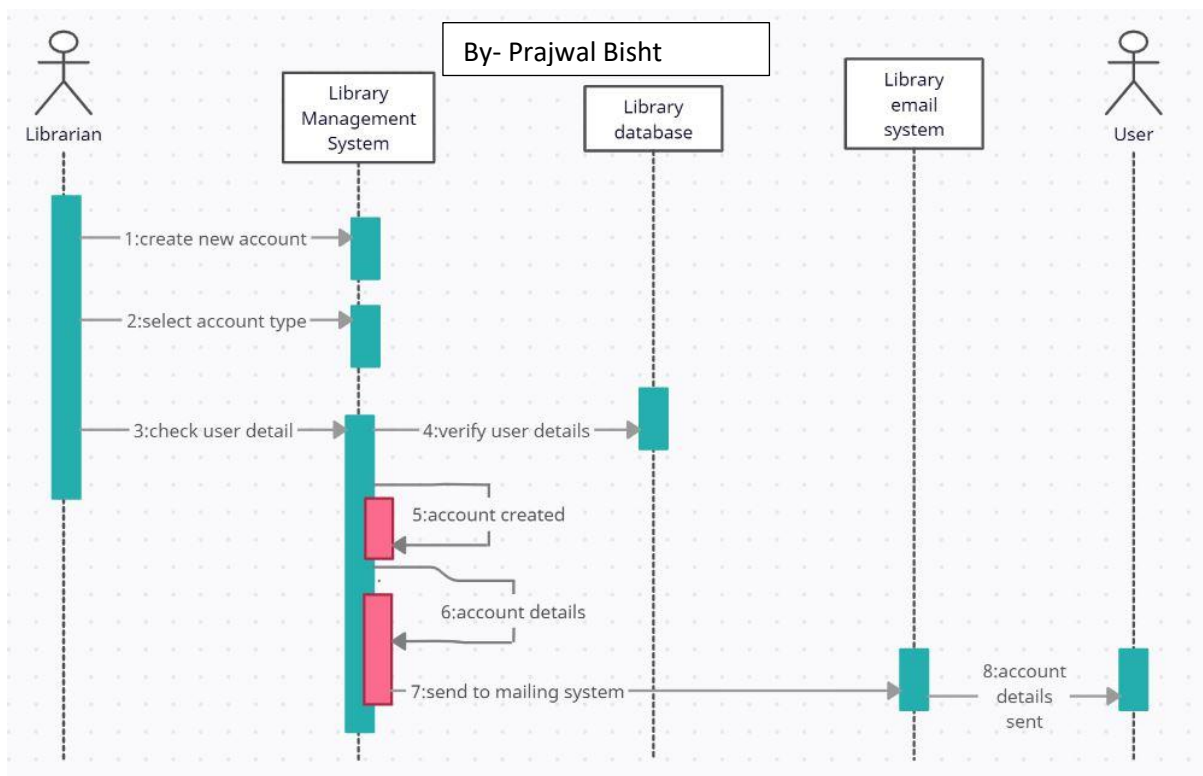 By- Prajwal Bisht
Librarian
Library
Management
System
Library
database
Library
email
system
User
1:create new account
2:select account type
3:check user detail
4:verify user details
5:account created
6:account details
7:send to mailing system
8:account
details
sent